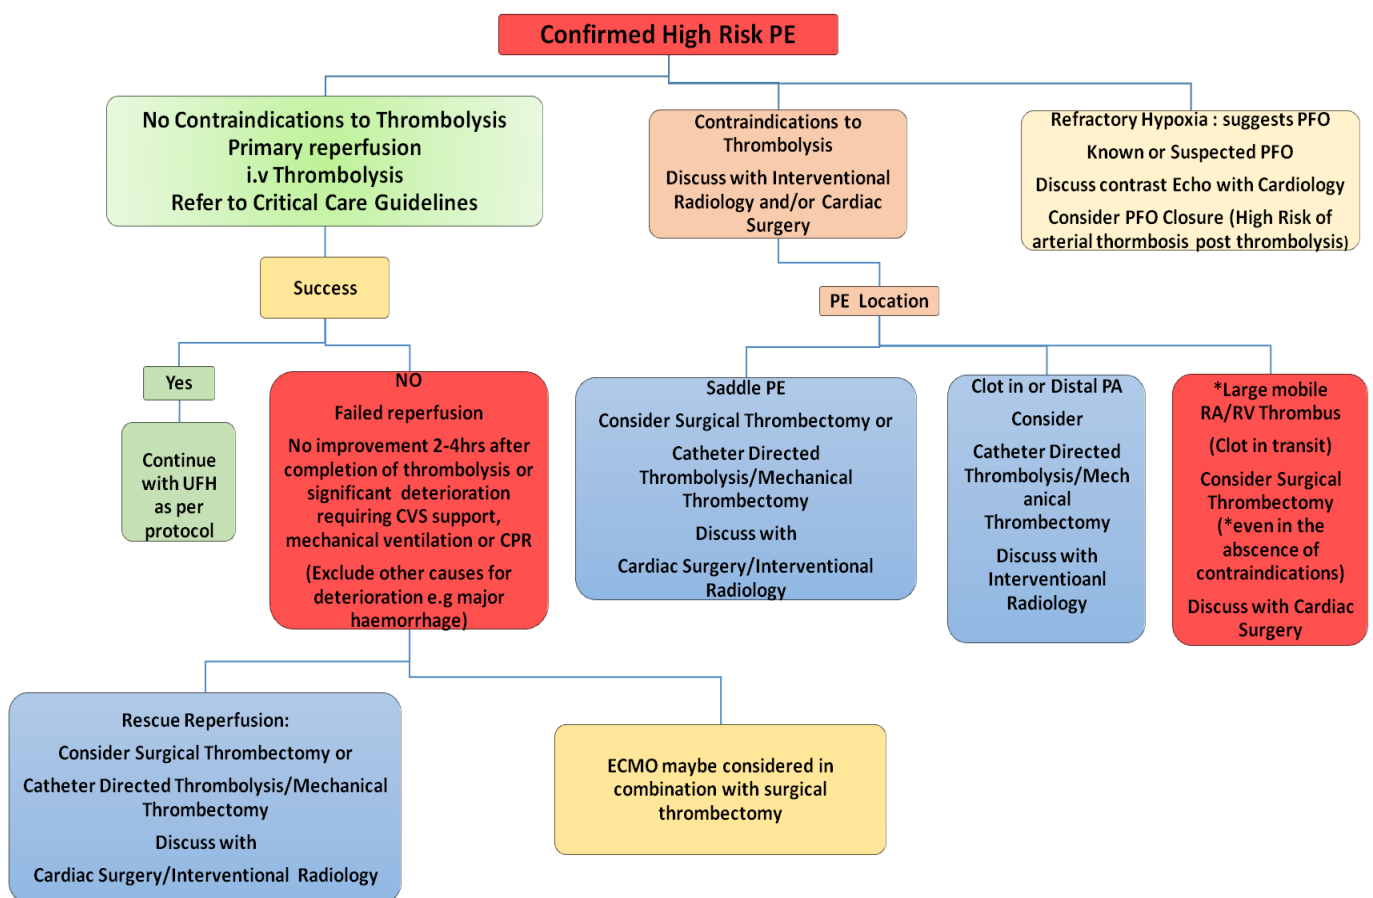 Confirmed High Risk PE
No Contraindications to Thrombolysis
Primary reperfusion
i.v Thrombolysis
Refer to Critical Care Guidelines
Contraindications to
Thrombolysis
Discuss with Interventional
Radiology and/or Cardiac
Surgery
Refractory Hypoxia : suggests PFO
Known or Suspected PFO
Discuss contrast Echo with Cardiology
Consider PFO Closure (High Risk of
arterial thormbosis post thrombolysis)
Success
PE Location
Yes
Continue
with UFH
as per
protocol
NO
Failed reperfusion
No improvement 2-4hrs after
completion of thrombolysis or
significant deterioration
requiring CVS support,
mechanical ventilation or CPR
(Exclude other causes for
deterioration e.g major
haemorrhage)
Saddle PE
Consider Surgical Thrombectomy or
Catheter Directed
Thrombolysis/Mechanical
Thrombectomy
Discuss with
Cardiac Surgery/Interventional
Radiology
Clot in or Distal PA
Consider
Catheter Directed
Thrombolysis/Mech
anical
Thrombectomy
Discuss with
Interventioanl
Radiology
*Large mobile
RA/RV Thrombus
(Clot in transit)
Consider Surgical
Thrombectomy
(*even in the
abscence of
contraindications)
Discuss with Cardiac
Surgery
Rescue Reperfusion:
Consider Surgical Thrombectomy or
Catheter Directed Thrombolysis/Mechanical
Thrombectomy
Discuss with
Cardiac Surgery/Interventional Radiology
ECMO maybe considered in
combination with surgical
thrombectomy